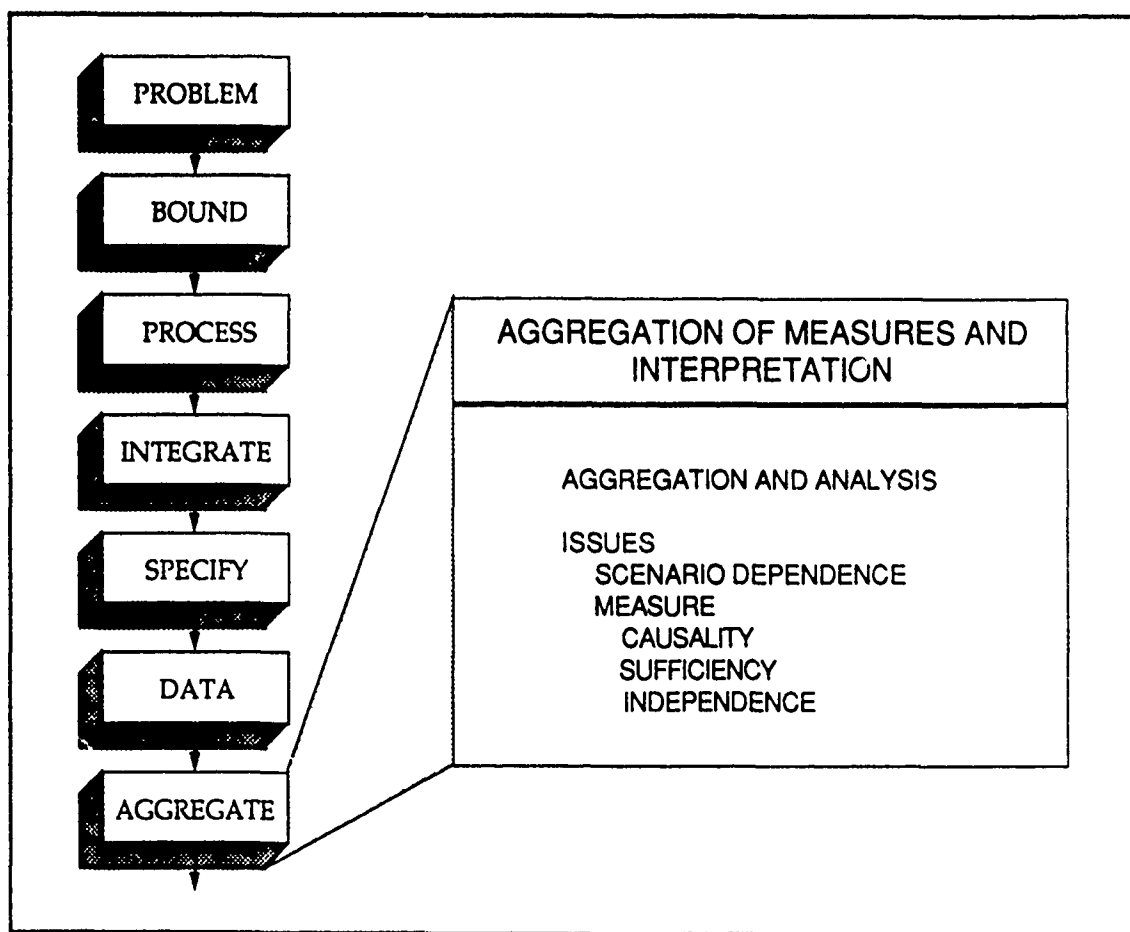 PROBLEM
BOUND
PROCESS
INTEGRATE
SPECIFY
DATA
AGGREGATE
AGGREGATION OF MEASURES AND
INTERPRETATION
AGGREGATION AND ANALYSIS
ISSUES
SCENARIO DEPENDENCE
MEASURE
CAUSALITY
SUFFICIENCY
INDEPENDENCE